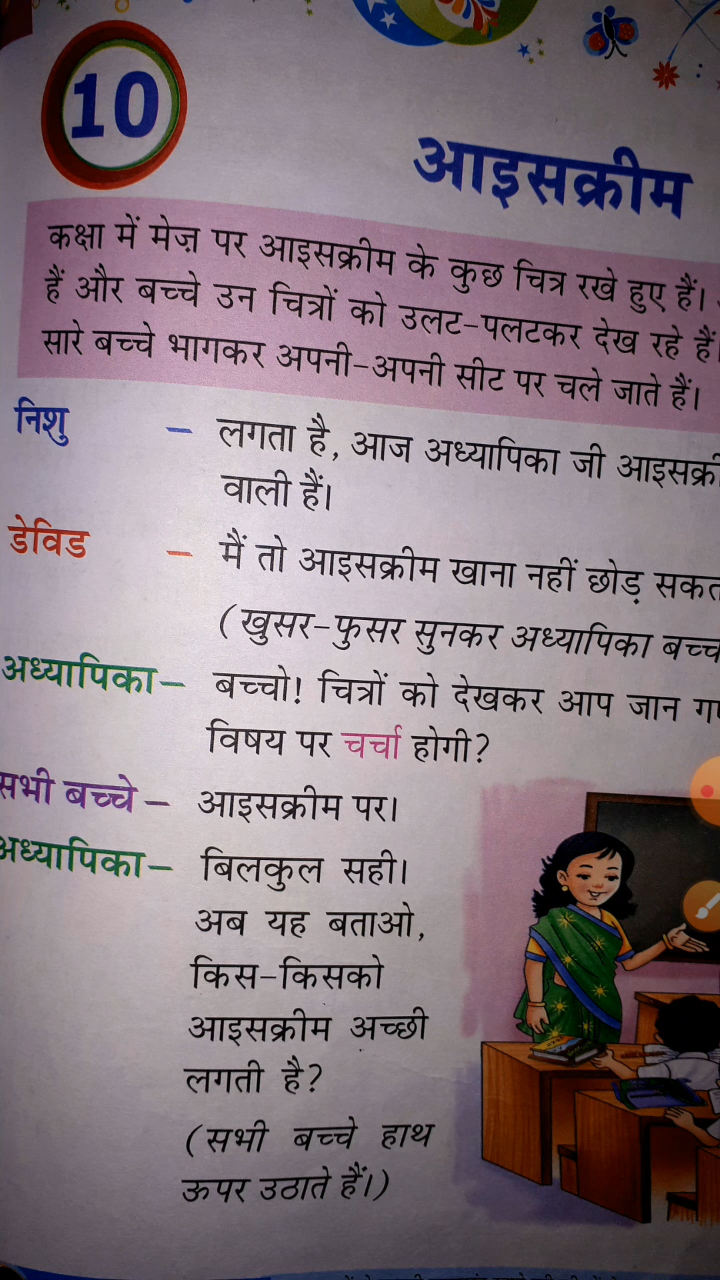 10
आइसक्रीम
कक्षा में मेज़ पर आइसक्रीम के कुछ चित्र रखे हुए हैं।
हैं और बच्चे उन चित्रों को उलट-पलटकर देख रहे हैं।
सारे बच्चे भागकर अपनी-अपनी सीट पर चले जाते हैं।
निशु – लगता है, आज अध्यापिका जी
वाली हैं।
डेविड – मैं तो आइसक्रीम खाना नहीं छोड़
(खुसर-फुसर सुनकर अध्यापिका
अध्यापिका– बच्चो! चित्रों को देखकर आप जान
विषय पर चर्चा होगी?
सभी बच्चे – आइसक्रीम पर।
अध्यापिका– बिलकुल सही।
अब यह बताओ,
किस-किसको
आइसक्रीम अच्छी
लगती है?
(सभी बच्चे हाथ
ऊपर उठाते हैं।)